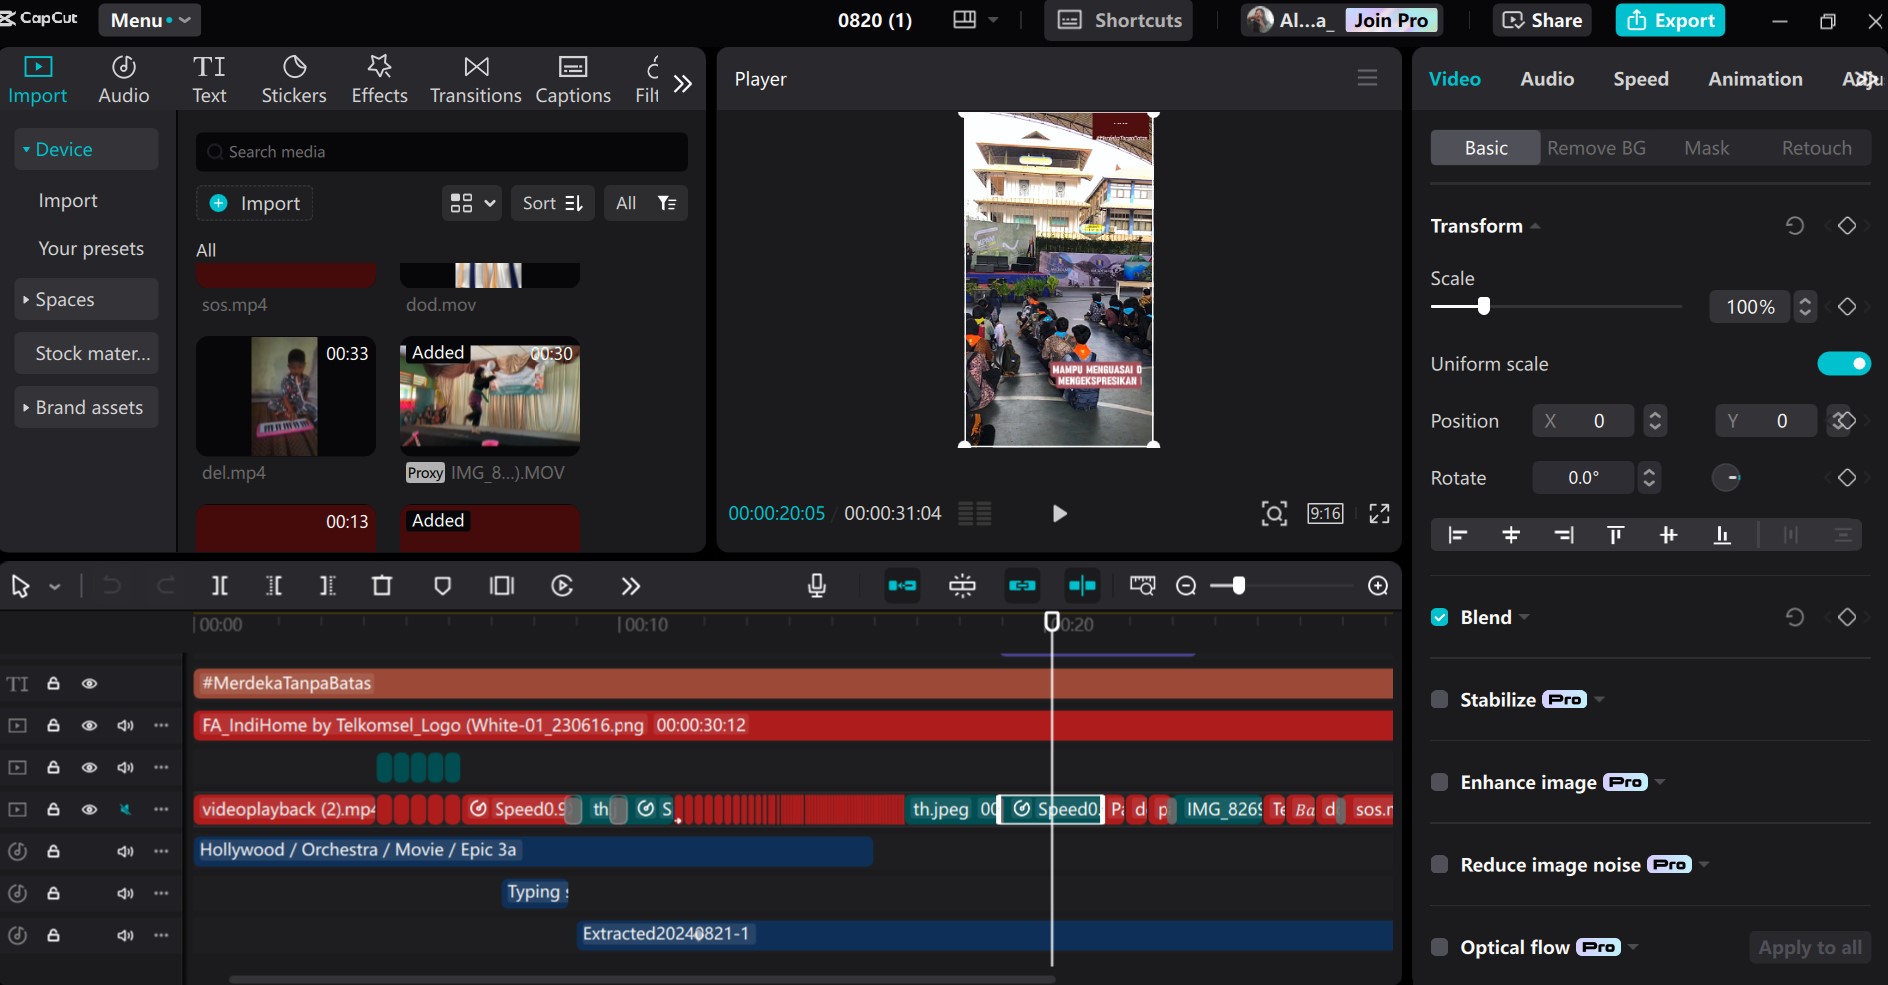 CapCut
Menu
0820 (1)
Shortcuts
Al...a_
Join Pro
Share
Export
Import
Audio
Text
Stickers
Effects
Transitions
Captions
Filt
Device
Import
Your presets
Spaces
Stock mater...
Brand assets
Search media
Import
Sort
All
All
sos.mp4
dod.mov
00:33
Added
00:30
del.mp4
Proxy
IMG_8...).MOV
00:13
Added
Player
MAMPU MENGUASAI D
MENGEKSPRESIKAN
00:00:20:05
00:00:31:04
9:16
Video
Audio
Speed
Animation
Adju
Basic
Remove BG
Mask
Retouch
Transform
Scale
100%
Uniform scale
Position
X 0
Y 0
Rotate
0.0°
Blend
Stabilize Pro
Enhance image Pro
Reduce image noise Pro
Optical flow Pro
Apply to all
00:00
00:10
00:20
TI
#MerdekaTanpaBatas
FA_IndiHome by Telkomsel_Logo (White-01_230616.png 00:00:30:12
videoplayback (2).mp4
Speed0.9
th
S
th.jpeg 00
Speed0.
Pa
d
p
IMG_8269
Te
Ba
d
sos.m
Hollywood / Orchestra / Movie / Epic 3a
Typing s
Extracted20240821-1